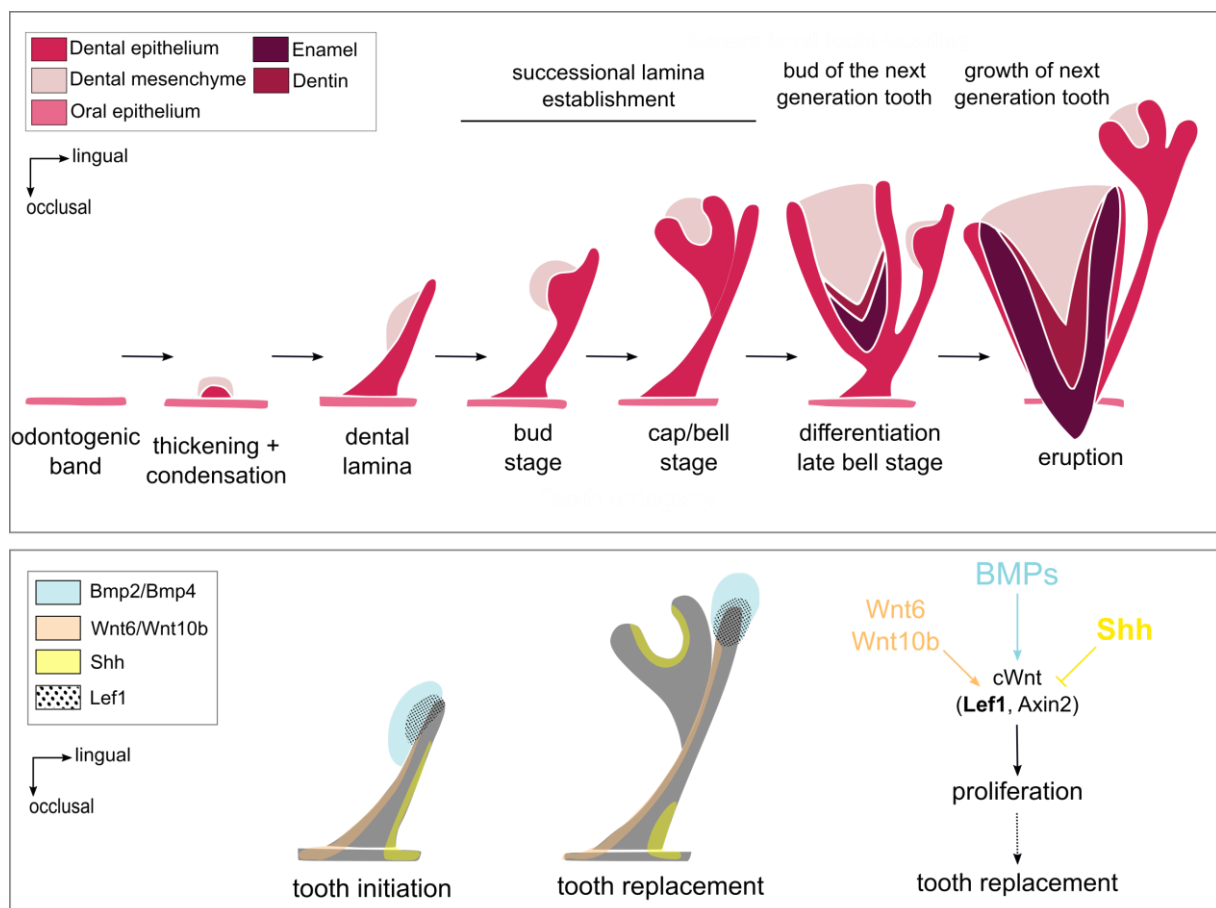 Dental epithelium
Enamel
Dental mesenchyme
Dentin
Oral epithelium
lingual
occlusal
successional lamina
establishment
bud of the next
generation tooth
growth of next
generation tooth
odontogenic
band
thickening +
condensation
dental
lamina
bud
stage
cap/bell
stage
differentiation
late bell stage
eruption
Bmp2/Bmp4
Wnt6/Wnt10b
Shh
Lef1
lingual
occlusal
tooth initiation
tooth replacement
BMPs
Wnt6
Wnt10b
Shh
cWnt
(Lef1, Axin2)
proliferation
tooth replacement